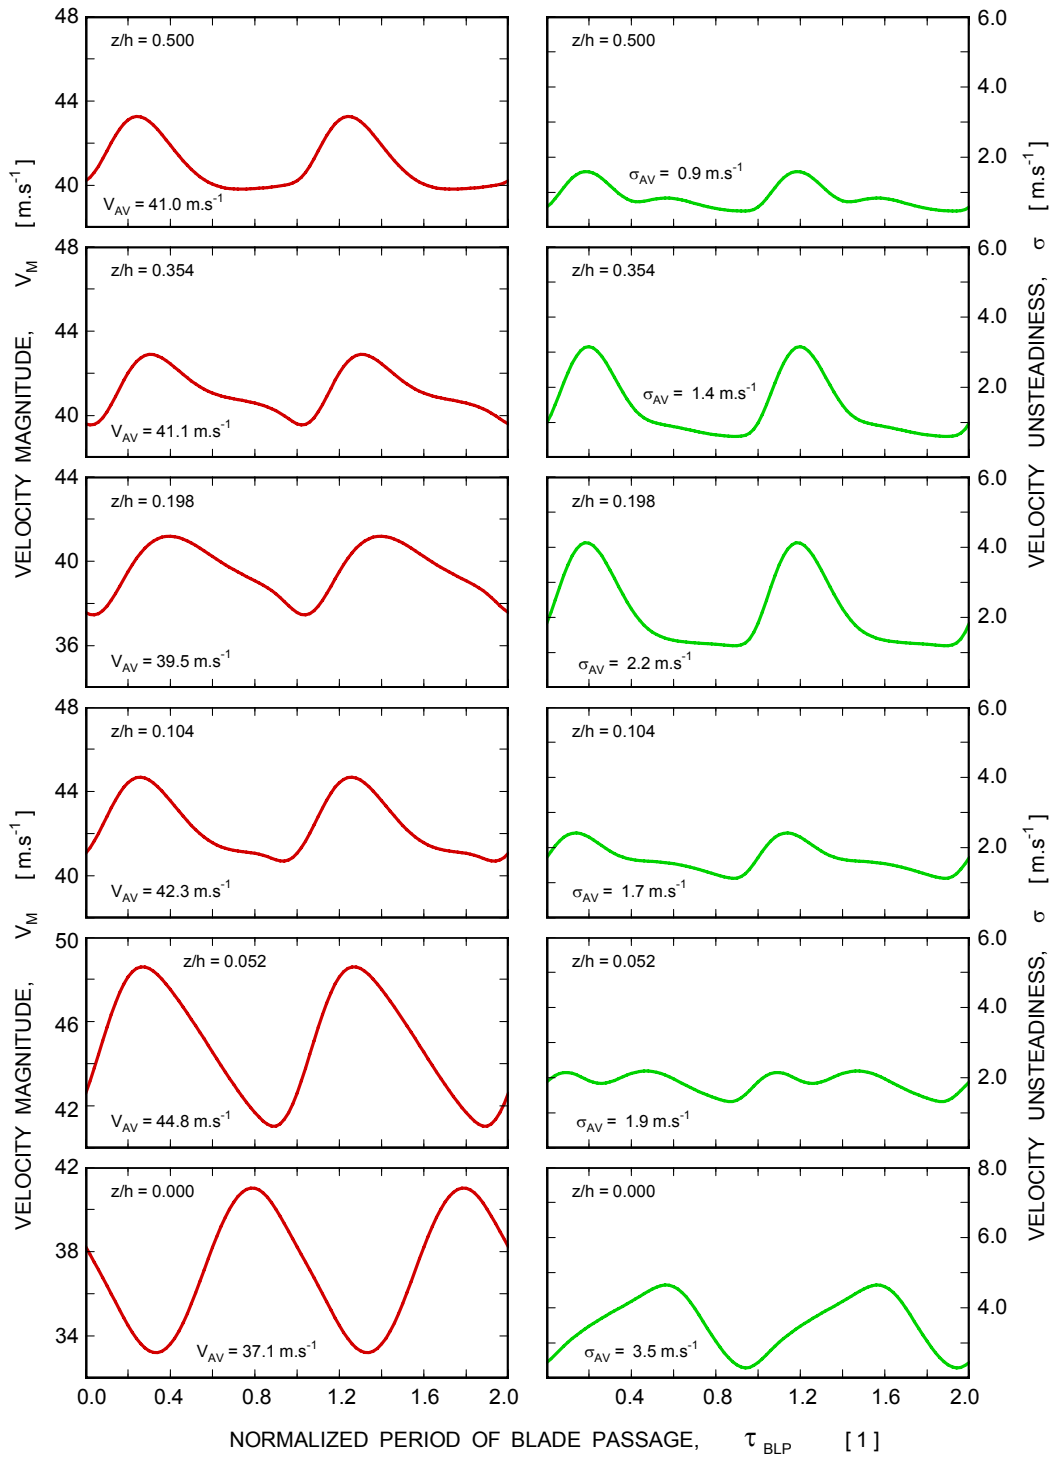 48 6.0
z/h = 0.500 z/h = 0.500
44 4.0
σAV = 0.9 m.s-1
2.0
40
VAV = 41.0 m.s-1
VELOCITY MAGNITUDE, VM [ m.s-1 ]
VELOCITY UNSTEADINESS, σ [ m.s-1 ]
48 6.0
z/h = 0.354 z/h = 0.354
44 4.0
σAV = 1.4 m.s-1
2.0
40
VAV = 41.1 m.s-1
44 6.0
z/h = 0.198 z/h = 0.198
40 4.0
2.0
36
VAV = 39.5 m.s-1 σAV = 2.2 m.s-1
48 6.0
z/h = 0.104 z/h = 0.104
44 4.0
2.0
40
VAV = 42.3 m.s-1 σAV = 1.7 m.s-1
VELOCITY MAGNITUDE, VM [ m.s-1 ]
VELOCITY UNSTEADINESS, σ [ m.s-1 ]
50 6.0
z/h = 0.052 z/h = 0.052
46 4.0
2.0
42
VAV = 44.8 m.s-1 σAV = 1.9 m.s-1
42 8.0
z/h = 0.000 z/h = 0.000
38 6.0
4.0
34
VAV = 37.1 m.s-1 σAV = 3.5 m.s-1
0.0 0.4 0.8 1.2 1.6 2.0 0.4 0.8 1.2 1.6 2.0
NORMALIZED PERIOD OF BLADE PASSAGE, τ BLP [ 1 ]